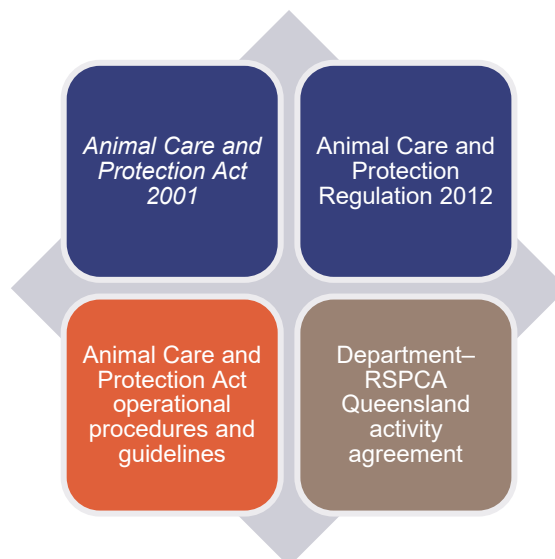 Animal Care and
Protection Act
2001
Animal Care and
Protection
Regulation 2012
Animal Care and
Protection Act
operational
procedures and
guidelines
Department–
RSPCA
Queensland
activity
agreement